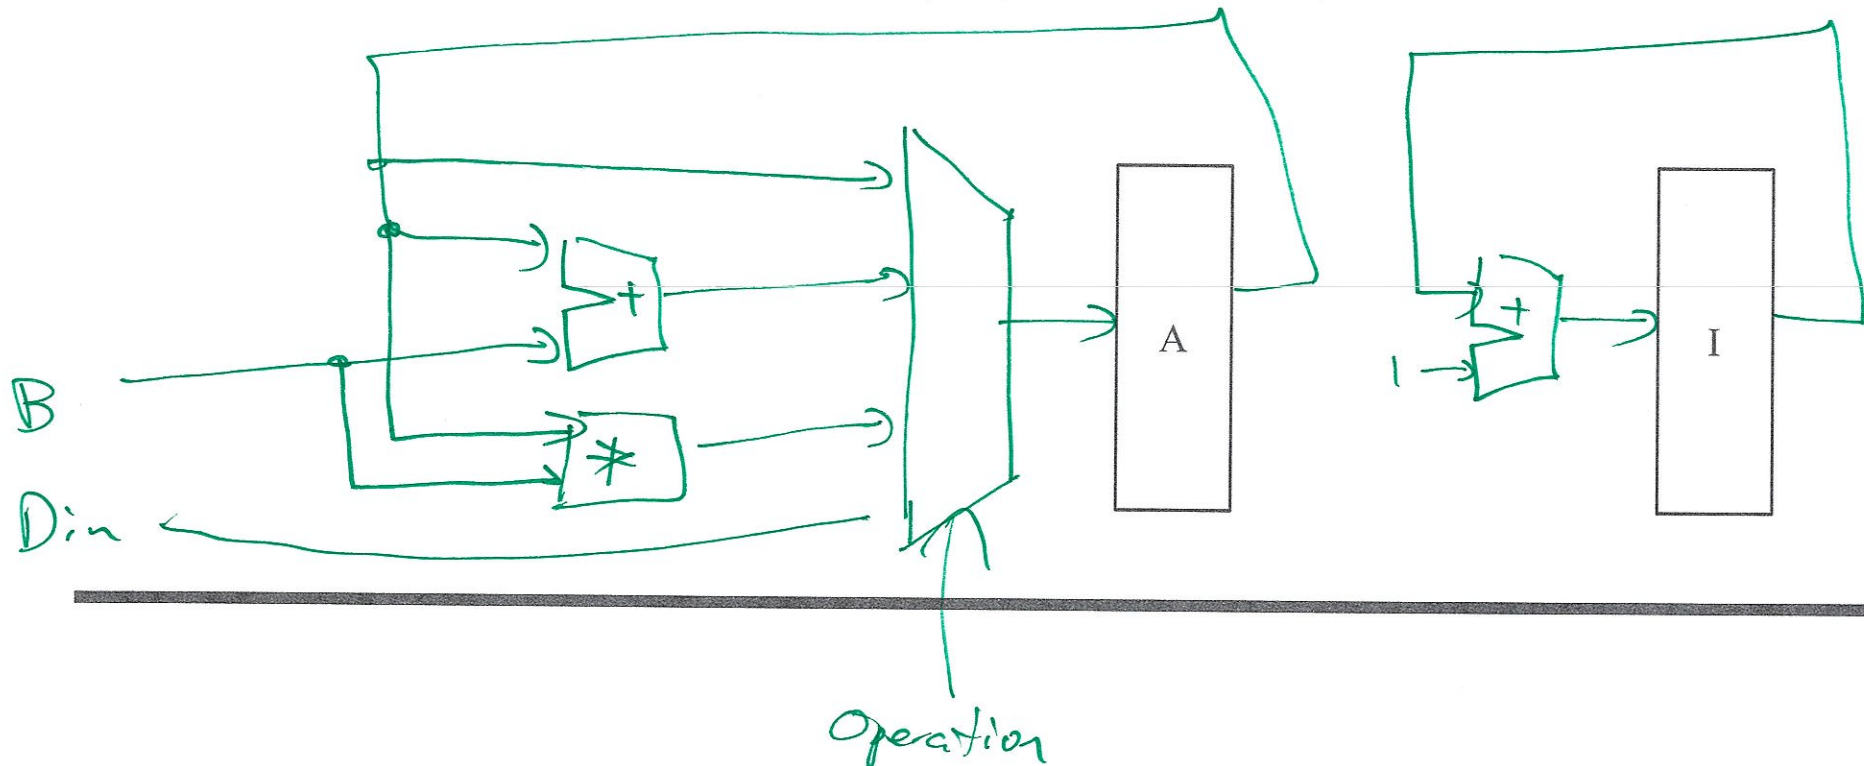 +
+
A
I
1
B
*
Din
Operation